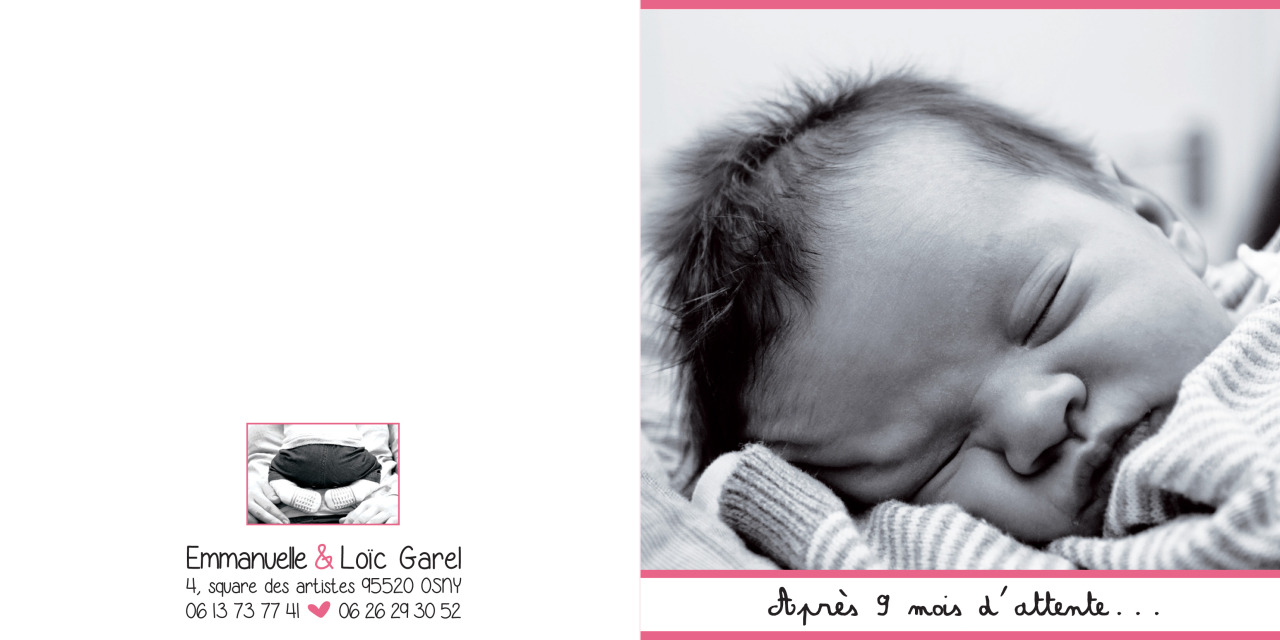 Emmanuelle & Loïc Garel
4, square des artistes 95520 OSNY
06 13 73 77 41 06 26 29 30 52
Après 9 mois d'attente...